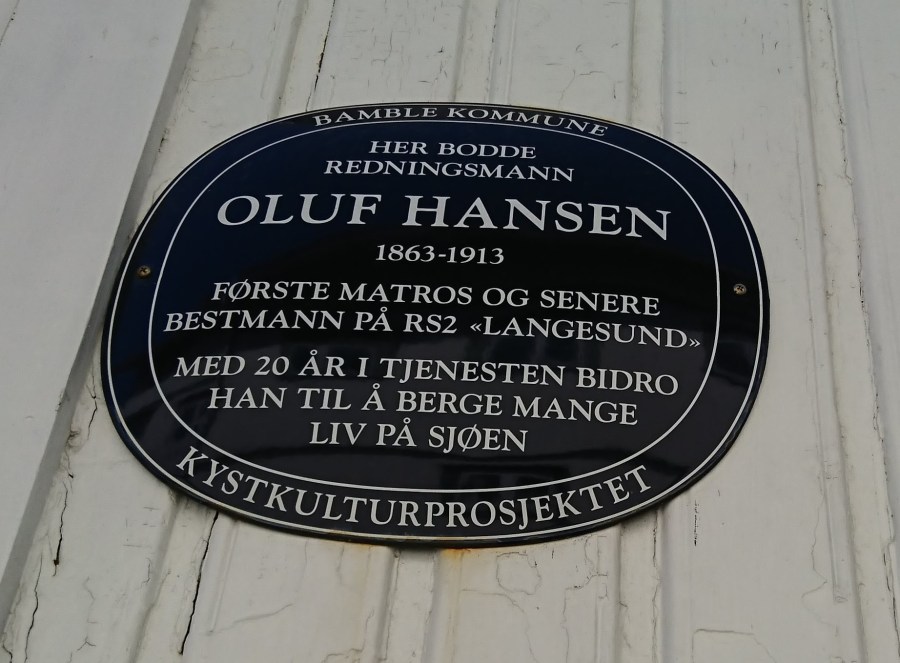 BAMBLE KOMMUNE
HER BODDE
REDNINGSMANN
OLUF HANSEN
1863-1913
FØRSTE MATROS OG SENERE
BESTMANN PÅ RS2 «LANGESUND»
MED 20 ÅR I TJENESTEN BIDRO
HAN TIL Å BERGE MANGE
LIV PÅ SJØEN
KYSTKULTURPROSJEKTET